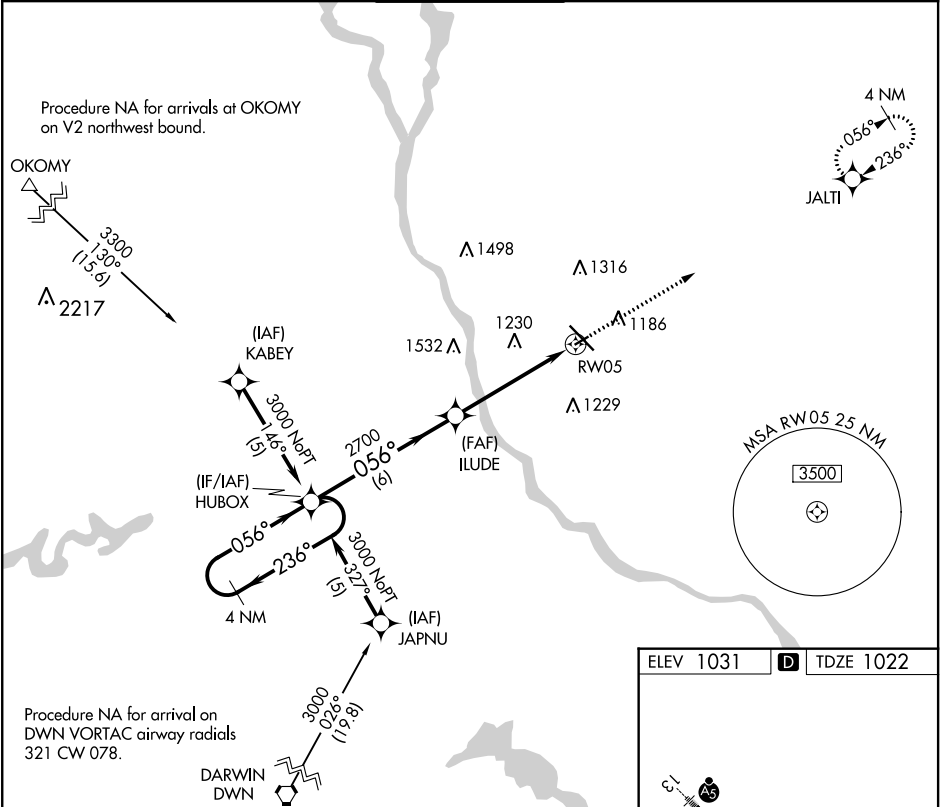 Procedure NA for arrivals at OKOMY
on V2 northwest bound.
OKOMY
3300
130°
(15.6)
2217
4 NM
056°
236°
JALTI
1498
1316
1230
1186
1532
RW05
1229
(IAF)
KABEY
3000 NoPT
146°
(5)
2700
056°
(6)
(FAF)
ILUDE
(IF/IAF)
HUBOX
056°
236°
4 NM
3000 NoPT
327°
(5)
(IAF)
JAPNU
MSA RW05 25 NM
3500
3000
026°
(19.8)
Procedure NA for arrival on
DWN VORTAC airway radials
321 CW 078.
DARWIN
DWN
ELEV 1031 D TDZE 1022
13
A5